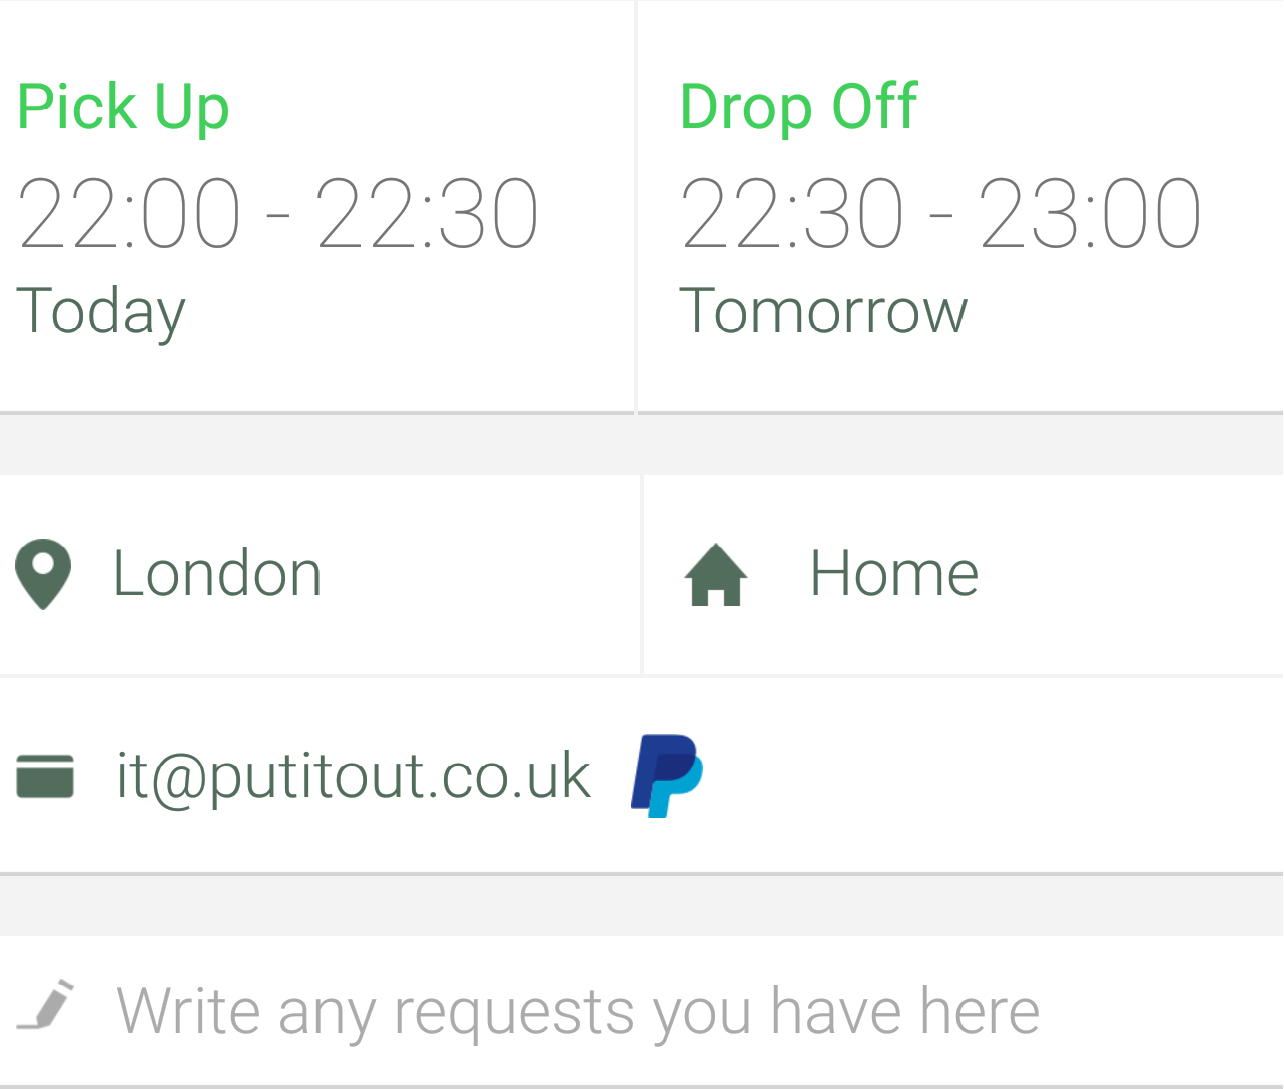 Pick Up
22:00 - 22:30
Today
Drop Off
22:30 - 23:00
Tomorrow
London
Home
it@putitout.co.uk
Write any requests you have here